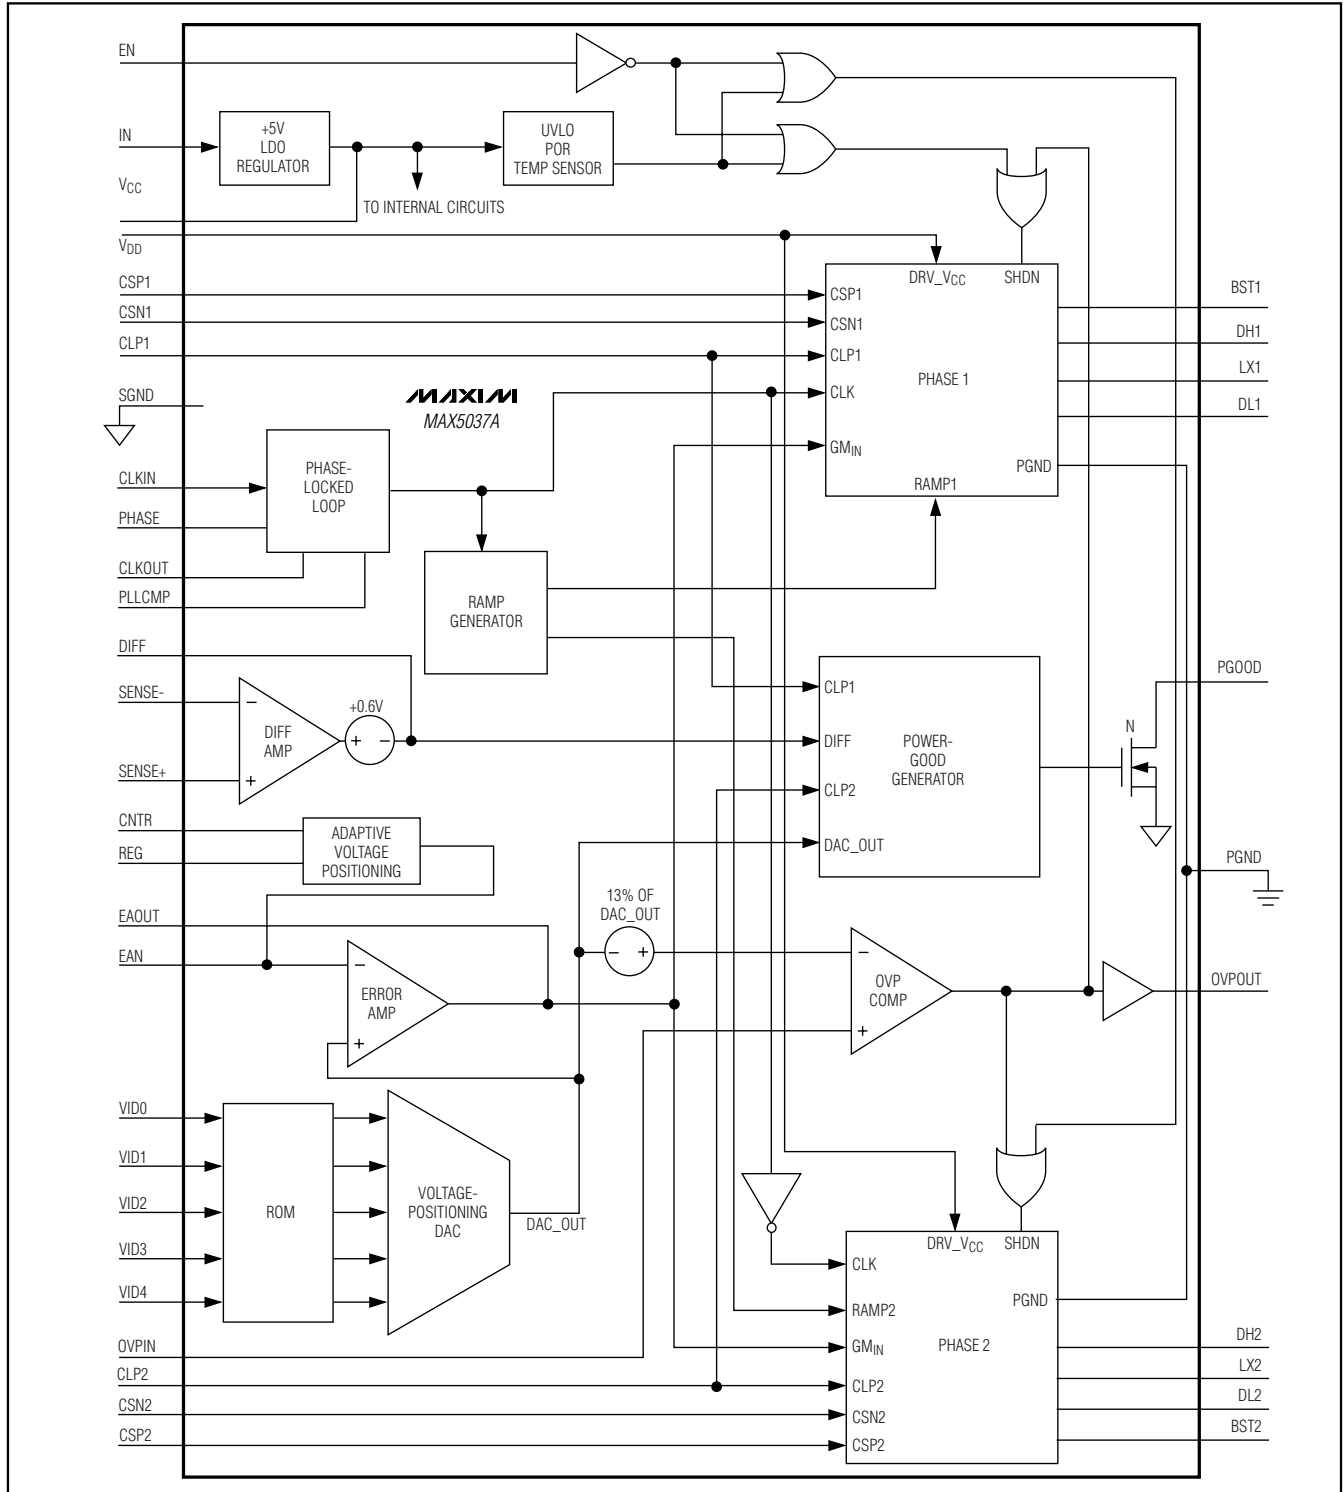 EN
IN
+5V
LDO
REGULATOR
UVLO
POR
TEMP SENSOR
VCC
TO INTERNAL CIRCUITS
VDD
DRV_VCC
SHDN
CSP1
CSP1
CSN1
CSN1
CLP1
CLP1
PHASE 1
CLK
GMIN
PGND
RAMP1
BST1
DH1
LX1
DL1
SGND
MAXIM
MAX5037A
CLKIN
PHASE
CLKOUT
PLLCMP
PHASE-
LOCKED
LOOP
RAMP
GENERATOR
DIFF
SENSE-
SENSE+
−
+
DIFF
AMP
+0.6V
+ −
CLP1
DIFF
CLP2
DAC_OUT
POWER-
GOOD
GENERATOR
N
PGOOD
PGND
CNTR
REG
ADAPTIVE
VOLTAGE
POSITIONING
EAOUT
EAN
−
+
ERROR
AMP
13% OF
DAC_OUT
− +
−
+
OVP
COMP
OVPOUT
VID0
VID1
VID2
VID3
VID4
ROM
VOLTAGE-
POSITIONING
DAC
DAC_OUT
DRV_VCC
SHDN
CLK
RAMP2
GMIN
CLP2
CSN2
CSP2
PHASE 2
PGND
OVPIN
CLP2
CSN2
CSP2
DH2
LX2
DL2
BST2